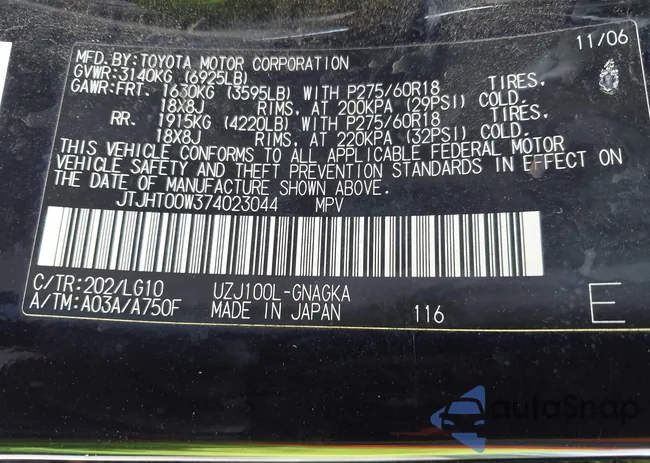 11/06
MFD.BY:TOYOTA MOTOR CORPORATION
GVWR:3140KG (6925LB)
GAWR:FRT. 1630KG (3595LB) WITH P275/60R18 TIRES,
18X8J RIMS, AT 200KPA (29PSI) COLD.
RR. 1915KG (4220LB) WITH P275/60R18 TIRES,
18X8J RIMS, AT 220KPA (32PSI) COLD.
THIS VEHICLE CONFORMS TO ALL APPLICABLE FEDERAL MOTOR
VEHICLE SAFETY AND THEFT PREVENTION STANDARDS IN EFFECT ON
THE DATE OF MANUFACTURE SHOWN ABOVE.
JTJHT00W374023044 MPV
C/TR:202/LG10 UZJ100L-GNAGKA
A/TM:A03A/A750F MADE IN JAPAN 116 E
autoSnap